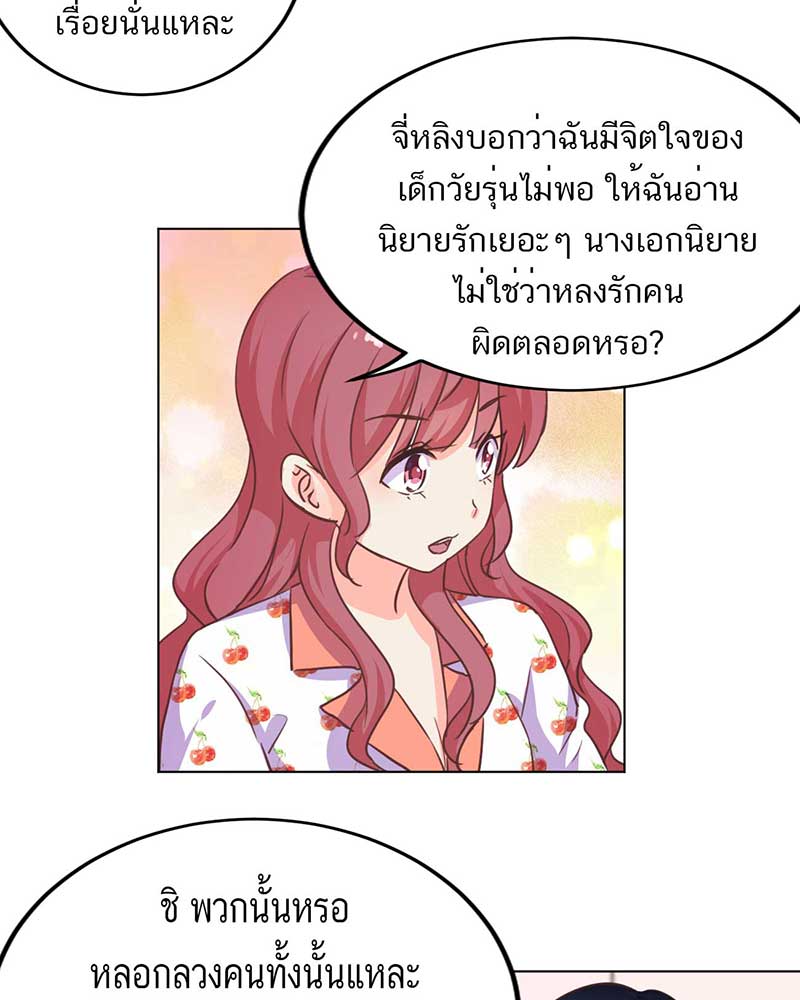 เรื่อยนั่นแหละ
จี่หลิงบอกว่าฉันมีจิตใจของ
เด็กวัยรุ่นไม่พอ ให้ฉันอ่าน
นิยายรักเยอะๆ นางเอกนิยาย
ไม่ใช่ว่าหลงรักคน
ผิดตลอดหรอ?
ชิ พวกนั้นหรอ
หลอกลวงคนทั้งนั้นแหละ